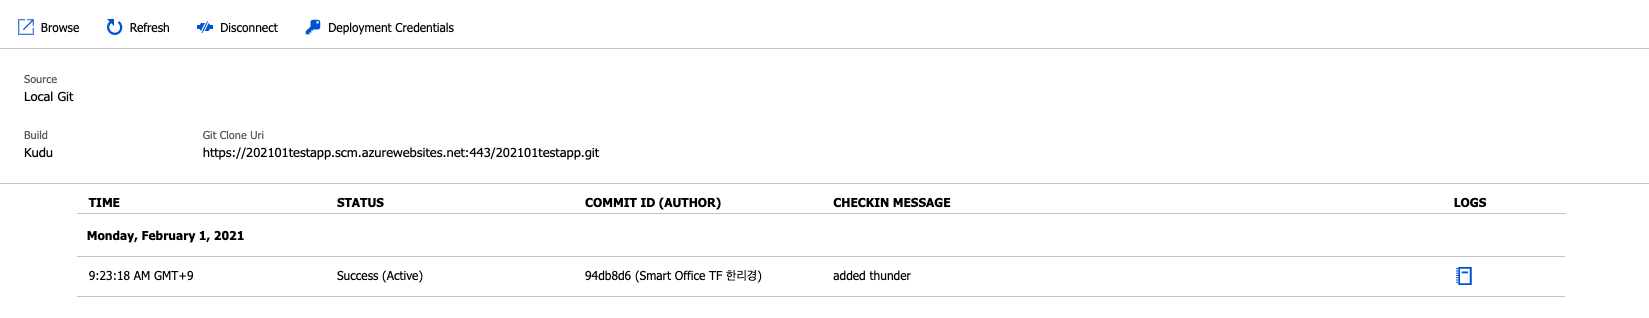 Browse Refresh Disconnect Deployment Credentials
Source
Local Git
Build Git Clone Uri
Kudu https://202101testapp.scm.azurewebsites.net:443/202101testapp.git
TIME STATUS COMMIT ID (AUTHOR) CHECKIN MESSAGE LOGS
Monday, February 1, 2021
9:23:18 AM GMT+9 Success (Active) 94db8d6 (Smart Office TF 한리경) added thunder